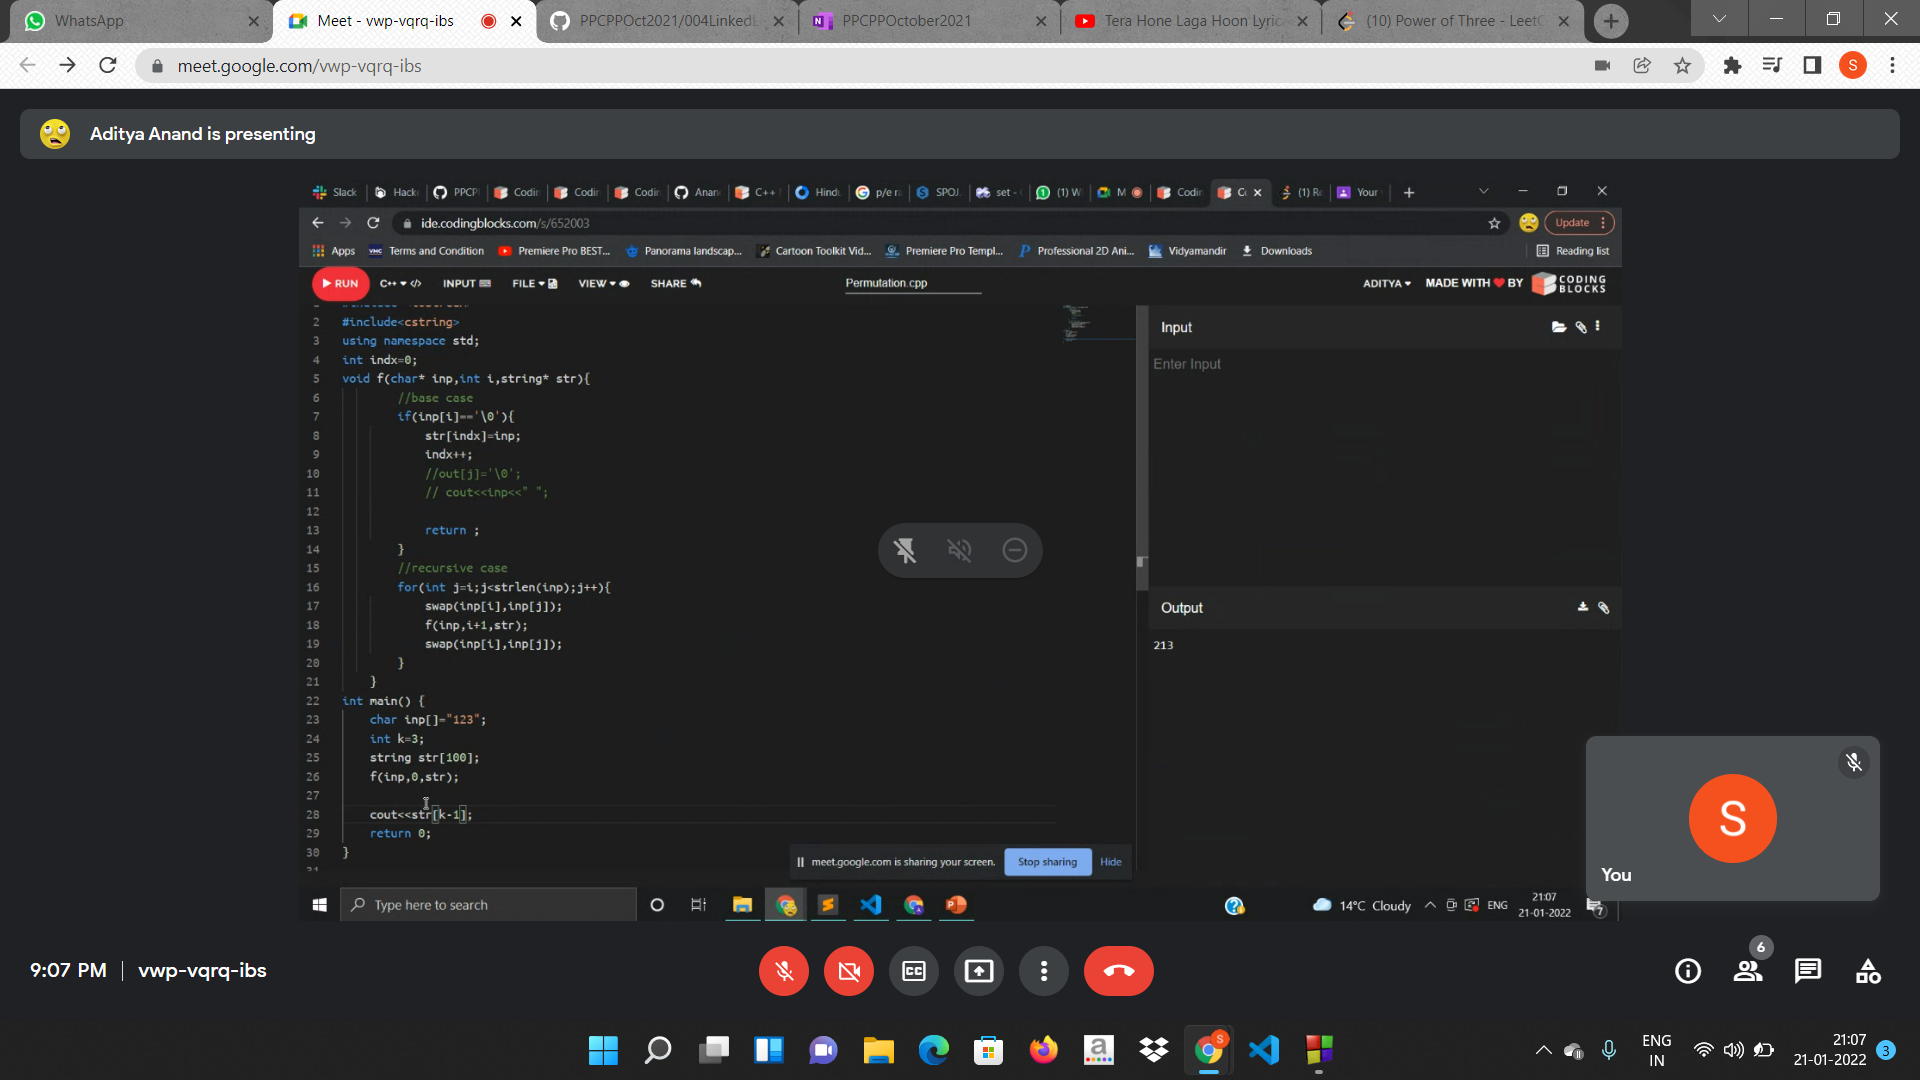 WhatsApp
Meet - vwp-vqrq-ibs
PPCPPOct2021/004LinkedL
PPCPPOctober2021
Tera Hone Laga Hoon Lyric
(10) Power of Three - LeetC
meet.google.com/vwp-vqrq-ibs
S
Aditya Anand is presenting
Slack
Hack
PPCP
Codin
Codin
Codin
Anan
C++
Hind
p/e ra
SPOJ
set -
(1) W
M
Codin
Co
(1) R
Your
ide.codingblocks.com/s/652003
Update
Apps
Terms and Condition
Premiere Pro BEST...
Panorama landscap...
Cartoon Toolkit Vid...
Premiere Pro Templ...
Professional 2D Ani...
Vidyamandir
Downloads
Reading list
RUN
C++
INPUT
FILE
VIEW
SHARE
Permutation.cpp
ADITYA
MADE WITH BY
CODING
BLOCKS
2 #include<cstring>
3 using namespace std;
4 int indx=0;
5 void f(char* inp,int i,string* str){
6 //base case
7 if(inp[i]=='\0'){
8 str[indx]=inp;
9 indx++;
10 //out[j]='\0';
11 // cout<<inp<<" ";
12
13 return ;
14 }
15 //recursive case
16 for(int j=i;j<strlen(inp);j++){
17 swap(inp[i],inp[j]);
18 f(inp,i+1,str);
19 swap(inp[i],inp[j]);
20 }
21 }
22 int main() {
23 char inp[]="123";
24 int k=3;
25 string str[100];
26 f(inp,0,str);
27
28 cout<<str[k-1];
29 return 0;
30 }
Input
Enter Input
Output
213
meet.google.com is sharing your screen.
Stop sharing
Hide
S
You
Type here to search
14°C Cloudy
ENG
21:07
21-01-2022
7
9:07 PM
vwp-vqrq-ibs
CC
6
a
S
ENG
IN
21:07
21-01-2022
3